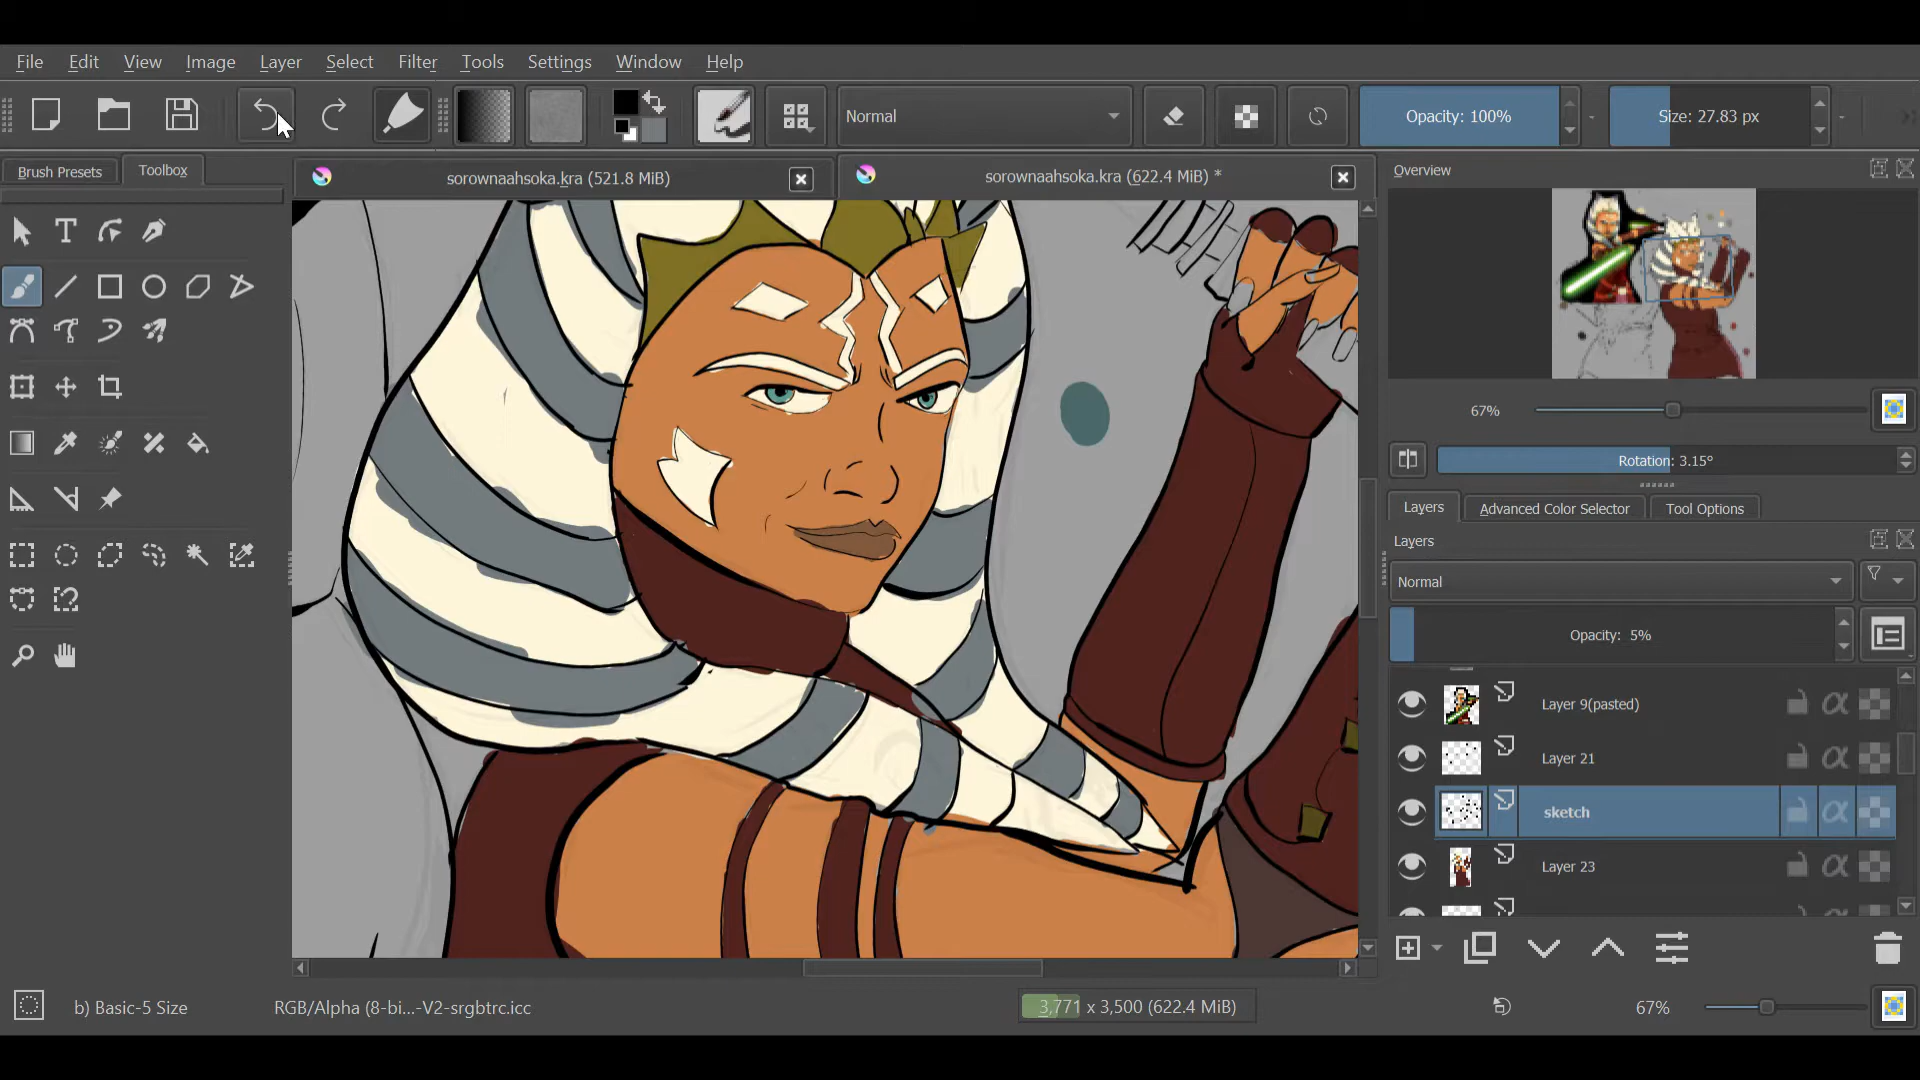 File Edit View Image Layer Select Filter Tools Settings Window Help
Normal Opacity: 100% Size: 27.83 px
Brush Presets Toolbox
sorownaahsoka.kra (521.8 MiB) sorownaahsoka.kra (622.4 MiB) *
Overview
67%
Rotation: 3.15°
Layers Advanced Color Selector Tool Options
Layers
Normal
Opacity: 5%
Layer 9(pasted)
Layer 21
sketch
Layer 23
b) Basic-5 Size RGB/Alpha (8-bi...-V2-srgbtrc.icc 3,771 x 3,500 (622.4 MiB) 67%